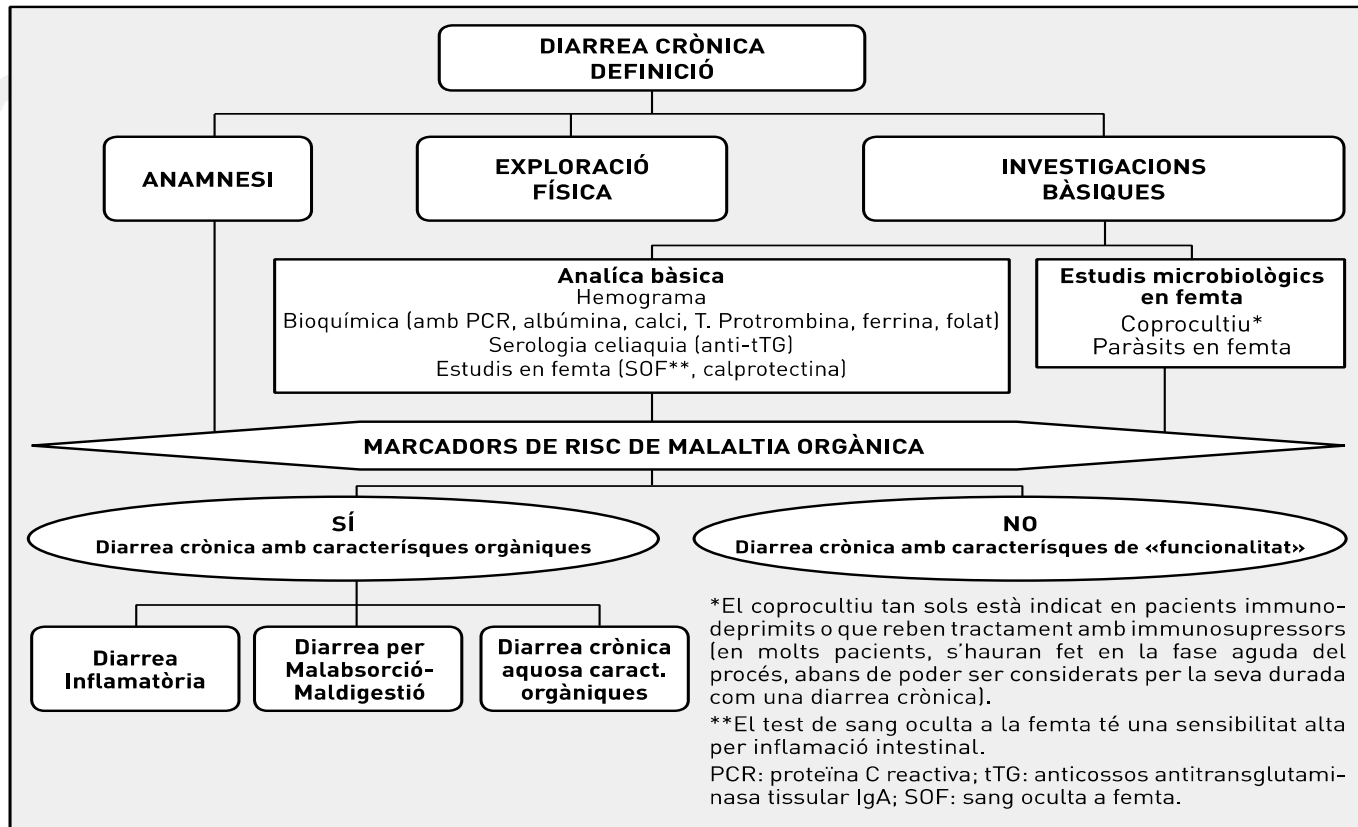 DIARREA CRÒNICA
DEFINICIÓ
ANAMNESI
EXPLORACIÓ
FÍSICA
INVESTIGACIONS
BÀSIQUES
Analíca bàsica
Hemograma
Bioquímica (amb PCR, albúmina, calci, T. Protrombina, ferrina, folat)
Serologia celiaquia (anti-tTG)
Estudis en femta (SOF**, calprotectina)
Estudis microbiològics
en femta
Coprocultiu*
Paràsits en femta
MARCADORS DE RISC DE MALALTIA ORGÀNICA
SÍ
Diarrea crònica amb caracterísques orgàniques
NO
Diarrea crònica amb caracterísques de «funcionalitat»
Diarrea
Inflamatòria
Diarrea per
Malabsorció-
Maldigestió
Diarrea crònica
aquosa caract.
orgàniques
*El coprocultiu tan sols està indicat en pacients immuno-
deprimits o que reben tractament amb immunosupressors
(en molts pacients, s'hauran fet en la fase aguda del
procés, abans de poder ser considerats per la seva durada
com una diarrea crònica).
**El test de sang oculta a la femta té una sensibilitat alta
per inflamació intestinal.
PCR: proteïna C reactiva; tTG: anticossos antitransglutami-
nasa tissular IgA; SOF: sang oculta a femta.